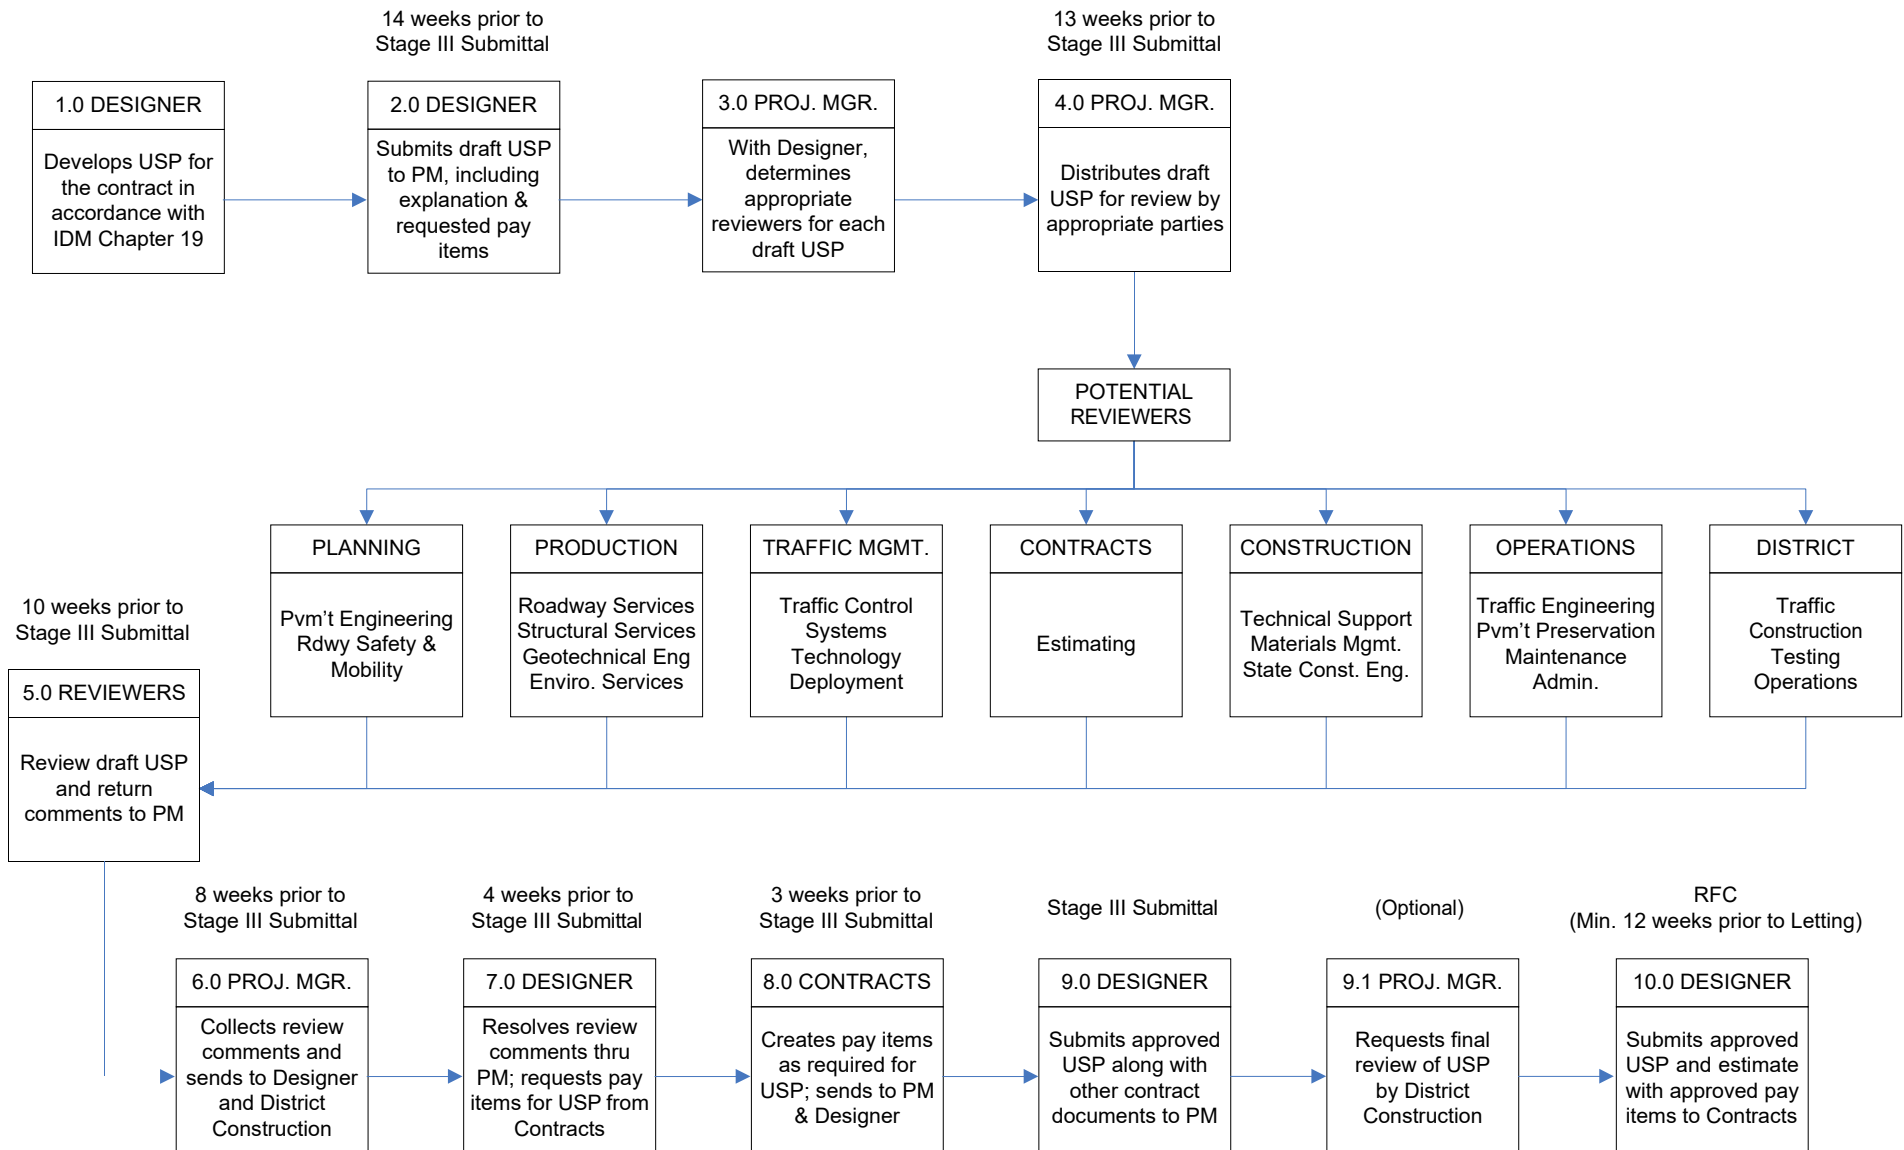 14 weeks prior to
Stage III Submittal
13 weeks prior to
Stage III Submittal
1.0 DESIGNER
Develops USP for
the contract in
accordance with
IDM Chapter 19
2.0 DESIGNER
Submits draft USP
to PM, including
explanation &
requested pay
items
3.0 PROJ. MGR.
With Designer,
determines
appropriate
reviewers for each
draft USP
4.0 PROJ. MGR.
Distributes draft
USP for review by
appropriate parties
POTENTIAL
REVIEWERS
PLANNING
Pvm't Engineering
Rdwy Safety &
Mobility
PRODUCTION
Roadway Services
Structural Services
Geotechnical Eng
Enviro. Services
TRAFFIC MGMT.
Traffic Control
Systems
Technology
Deployment
CONTRACTS
Estimating
CONSTRUCTION
Technical Support
Materials Mgmt.
State Const. Eng.
OPERATIONS
Traffic Engineering
Pvm't Preservation
Maintenance
Admin.
DISTRICT
Traffic
Construction
Testing
Operations
10 weeks prior to
Stage III Submittal
5.0 REVIEWERS
Review draft USP
and return
comments to PM
8 weeks prior to
Stage III Submittal
6.0 PROJ. MGR.
Collects review
comments and
sends to Designer
and District
Construction
4 weeks prior to
Stage III Submittal
7.0 DESIGNER
Resolves review
comments thru
PM; requests pay
items for USP from
Contracts
3 weeks prior to
Stage III Submittal
8.0 CONTRACTS
Creates pay items
as required for
USP; sends to PM
& Designer
Stage III Submittal
9.0 DESIGNER
Submits approved
USP along with
other contract
documents to PM
(Optional)
9.1 PROJ. MGR.
Requests final
review of USP
by District
Construction
RFC
(Min. 12 weeks prior to Letting)
10.0 DESIGNER
Submits approved
USP and estimate
with approved pay
items to Contracts